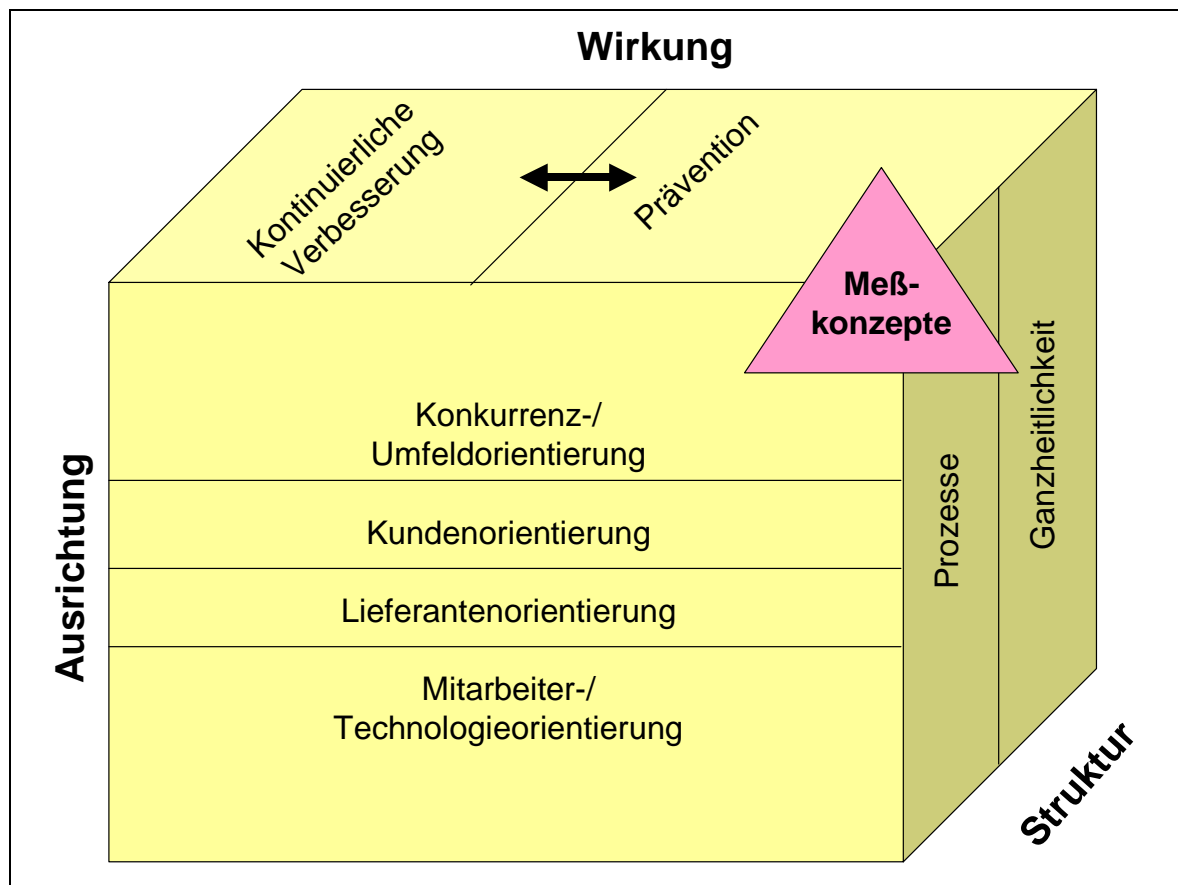 Wirkung
Kontinuierliche
Verbesserung
Prävention
Meß-
konzepte
Konkurrenz-/
Umfeldorientierung
Kundenorientierung
Lieferantenorientierung
Mitarbeiter-/
Technologieorientierung
Ausrichtung
Prozesse
Ganzheitlichkeit
Struktur